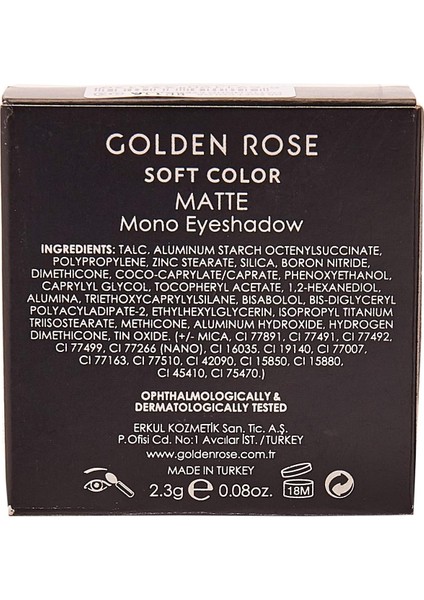 GOLDEN ROSE
SOFT COLOR
MATTE
Mono Eyeshadow
INGREDIENTS: TALC. ALUMINUM STARCH OCTENYLSUCCINATE,
POLYPROPYLENE, ZINC STEARATE, SILICA, BORON NITRIDE,
DIMETHICONE, COCO-CAPRYLATE/CAPRATE, PHENOXYETHANOL,
CAPRYLYL GLYCOL, TOCOPHERYL ACETATE, 1,2-HEXANEDIOL,
ALUMINA, TRIETHOXYCAPRYLYLSILANE, BISABOLOL, BIS-DIGLYCERYL
POLYACYLADIPATE-2, ETHYLHEXYLGLYCERIN, ISOPROPYL TITANIUM
TRIISOSTEARATE, METHICONE, ALUMINUM HYDROXIDE, HYDROGEN
DIMETHICONE, TIN OXIDE. (+/- MICA, CI 77891, CI 77491, CI 77492,
CI 77499, CI 77266 (NANO), CI 16035, CI 19140, CI 77007,
CI 77163, CI 77510, CI 42090, CI 15850, CI 15880,
CI 45410, CI 75470.)
OPHTHALMOLOGICALLY &
DERMATOLOGICALLY TESTED
ERKUL KOZMETİK San. Tic. A.Ş.
P.Ofisi Cd. No:1 Avcılar İST./TURKEY
www.goldenrose.com.tr
MADE IN TURKEY
2.3g e 0.08oz.
18M